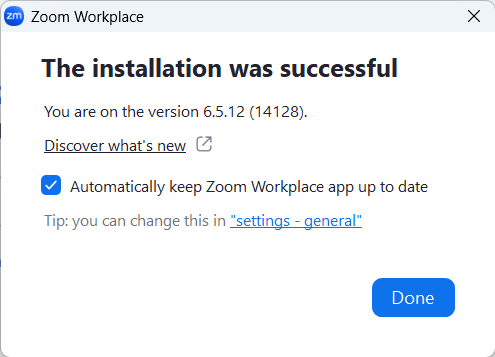 zm Zoom Workplace
The installation was successful
You are on the version 6.5.12 (14128).
Discover what's new
Automatically keep Zoom Workplace app up to date
Tip: you can change this in "settings - general"
Done